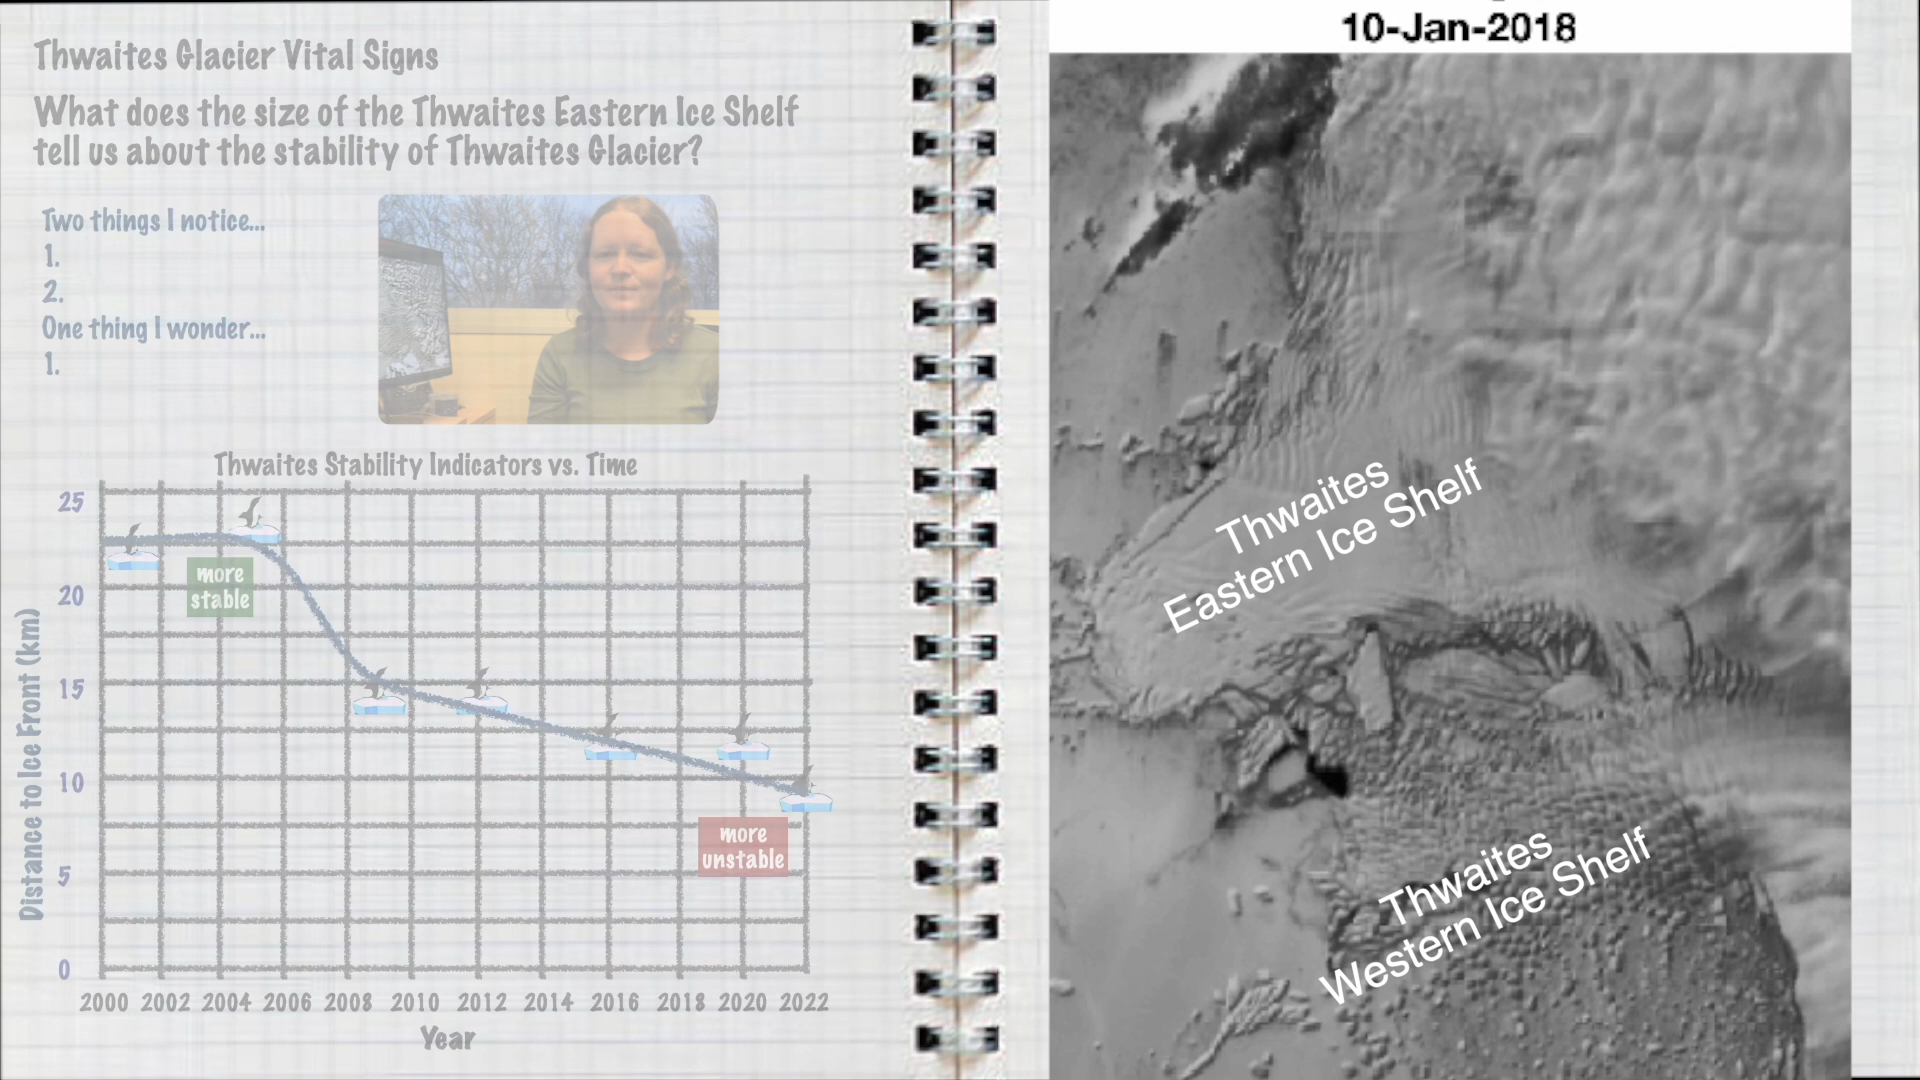 Thwaites Glacier Vital Signs
What does the size of the Thwaites Eastern Ice Shelf
tell us about the stability of Thwaites Glacier?
Two things I notice...
1.
2.
One thing I wonder...
1.
Thwaites Stability Indicators vs. Time
Distance to Ice Front (km)
25
20
15
10
5
0
more
stable
more
unstable
2000 2002 2004 2006 2008 2010 2012 2014 2016 2018 2020 2022
Year
10-Jan-2018
Thwaites
Eastern Ice Shelf
Thwaites
Western Ice Shelf